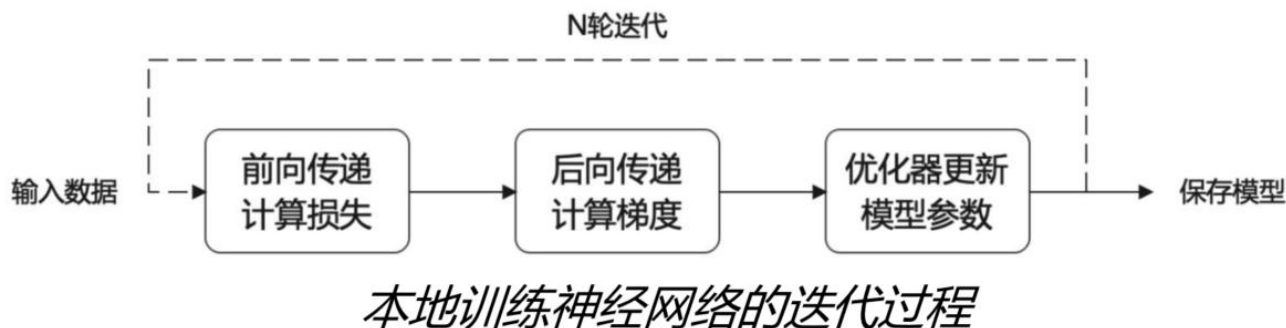 N轮迭代
输入数据
前向传递
计算损失
后向传递
计算梯度
优化器更新
模型参数
保存模型
本地训练神经网络的迭代过程